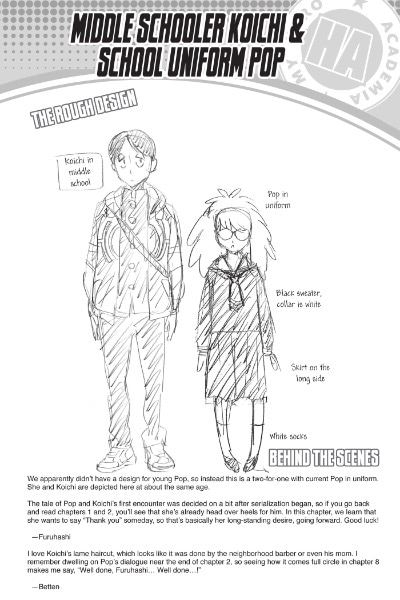 MIDDLE SCHOOLER KOICHI &
SCHOOL UNIFORM POP
HA
ACADEMIA
MY
THE ROUGH DESIGN
Koichi in
middle
school
Pop in
uniform
Black sweater,
collar is white
Skirt on the
long side
White socks
BEHIND THE SCENES
We apparently didn't have a design for young Pop, so instead this is a two-for-one with current Pop in uniform.
She and Koichi are depicted here at about the same age.
The tale of Pop and Koichi's first encounter was decided on a bit after serialization began, so if you go back
and read chapters 1 and 2, you'll see that she's already head over heels for him. In this chapter, we learn that
she wants to say "Thank you" someday, so that's basically her long-standing desire, going forward. Good luck!
—Furuhashi
I love Koichi's lame haircut, which looks like it was done by the neighborhood barber or even his mom. I
remember dwelling on Pop's dialogue near the end of chapter 2, so seeing how it comes full circle in chapter 8
makes me say, "Well done, Furuhashi... Well done...!"
—Betten